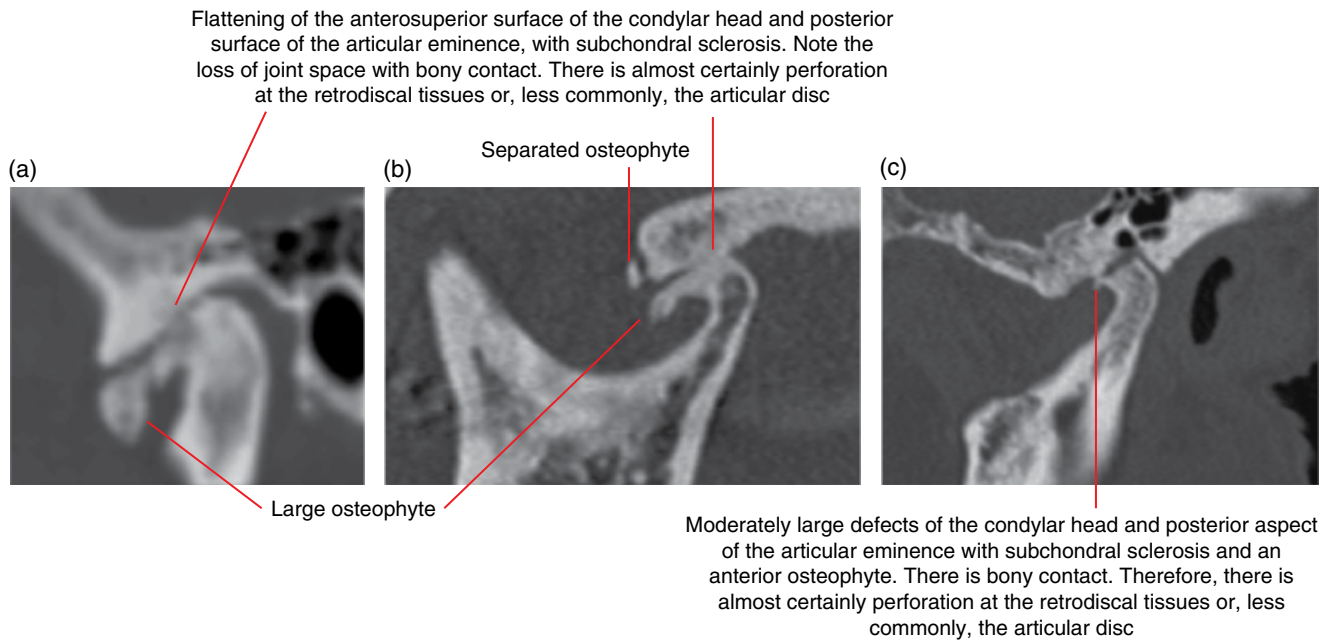 Flattening of the anterosuperior surface of the condylar head and posterior
surface of the articular eminence, with subchondral sclerosis. Note the
loss of joint space with bony contact. There is almost certainly perforation
at the retrodiscal tissues or, less commonly, the articular disc
Separated osteophyte
(a)
(b)
(c)
Large osteophyte
Moderately large defects of the condylar head and posterior aspect
of the articular eminence with subchondral sclerosis and an
anterior osteophyte. There is bony contact. Therefore, there is
almost certainly perforation at the retrodiscal tissues or, less
commonly, the articular disc